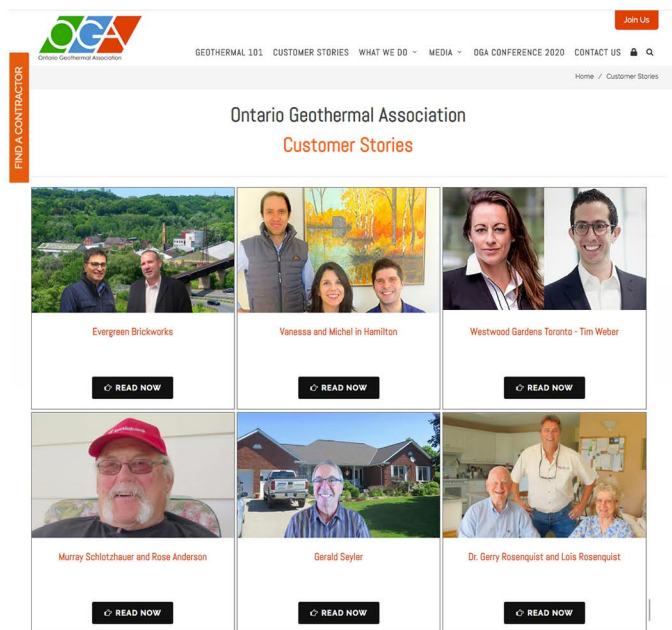 Join Us
OGA
Ontario Geothermal Association
GEOTHERMAL 101 CUSTOMER STORIES WHAT WE DO MEDIA OGA CONFERENCE 2020 CONTACT US
FIND A CONTRACTOR
Home / Customer Stories
Ontario Geothermal Association
Customer Stories
Evergreen Brickworks
Vanessa and Michel in Hamilton
Westwood Gardens Toronto - Tim Weber
READ NOW
READ NOW
READ NOW
Murray Schlotzhauer and Rose Anderson
Gerald Seyler
Dr. Gerry Rosenquist and Lois Rosenquist
READ NOW
READ NOW
READ NOW